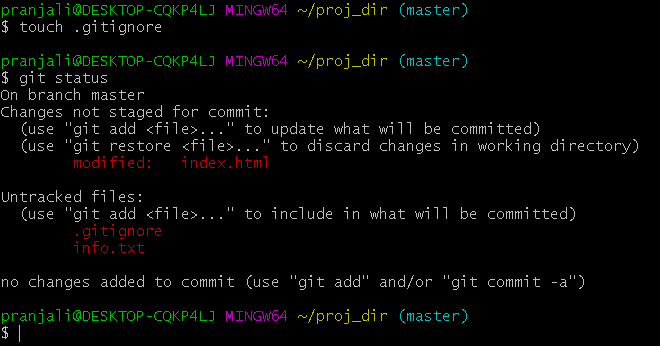 pranjali@DESKTOP-CQKP4LJ MINGW64 ~/proj_dir (master)
$ touch .gitignore
pranjali@DESKTOP-CQKP4LJ MINGW64 ~/proj_dir (master)
$ git status
On branch master
Changes not staged for commit:
  (use "git add <file>..." to update what will be committed)
  (use "git restore <file>..." to discard changes in working directory)
        modified:   index.html
Untracked files:
  (use "git add <file>..." to include in what will be committed)
        .gitignore
        info.txt
no changes added to commit (use "git add" and/or "git commit -a")
pranjali@DESKTOP-CQKP4LJ MINGW64 ~/proj_dir (master)
$